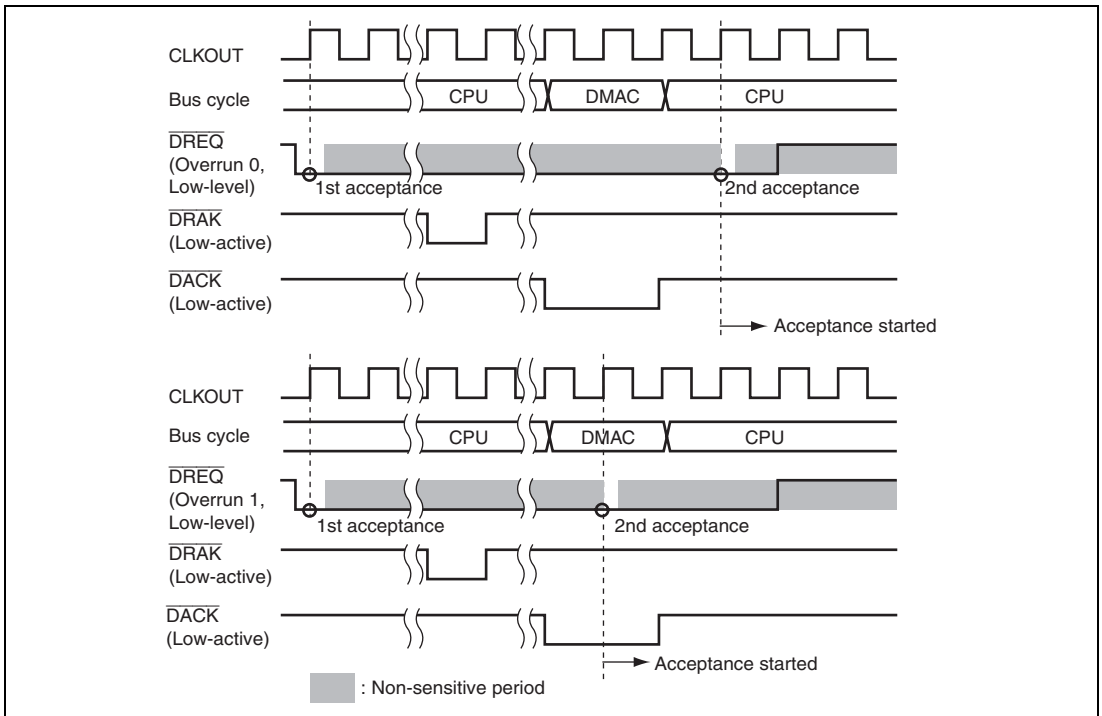 CLKOUT
Bus cycle
CPU
DMAC
CPU
DREQ
(Overrun 0,
Low-level)
1st acceptance
2nd acceptance
DRAK
(Low-active)
DACK
(Low-active)
Acceptance started
CLKOUT
Bus cycle
CPU
DMAC
CPU
DREQ
(Overrun 1,
Low-level)
1st acceptance
2nd acceptance
DRAK
(Low-active)
DACK
(Low-active)
Acceptance started
: Non-sensitive period